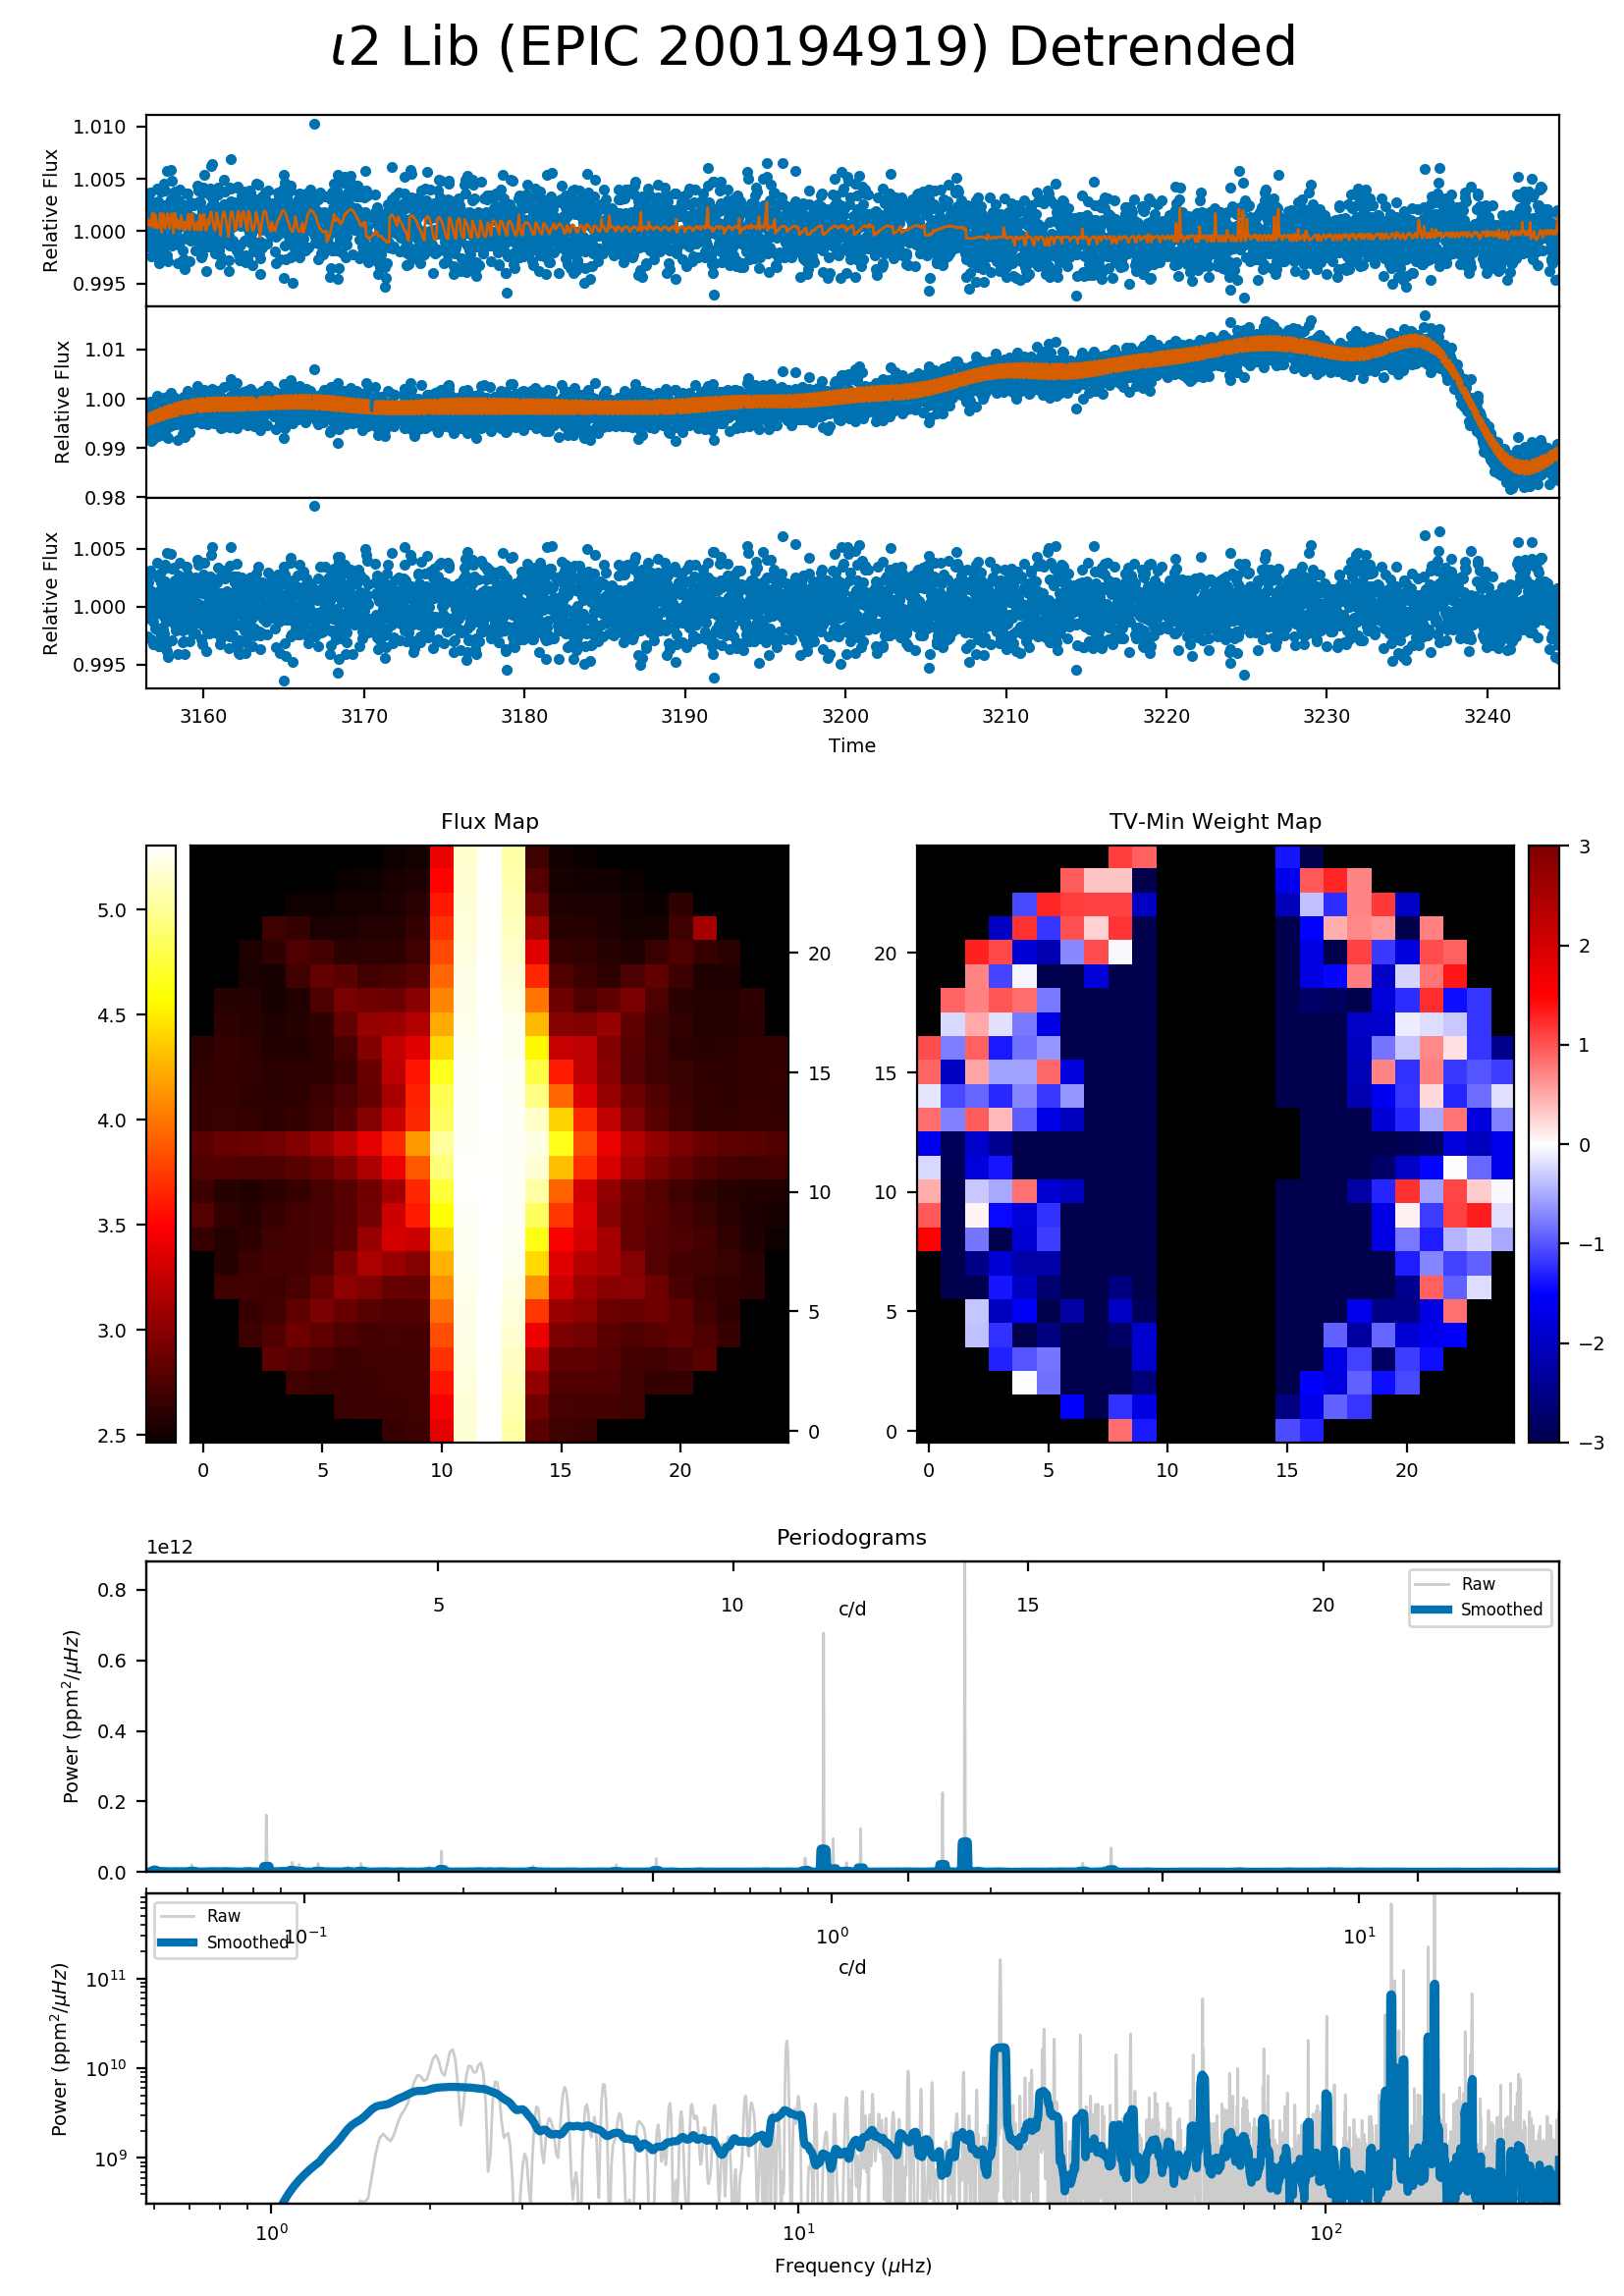 ι2 Lib (EPIC 200194919) Detrended
1.010
1.005
1.000
0.995
Relative Flux
1.01
1.00
0.99
0.98
Relative Flux
1.005
1.000
0.995
Relative Flux
3160 3170 3180 3190 3200 3210 3220 3230 3240
Time
Flux Map
5.0
4.5
4.0
3.5
3.0
2.5
20
15
10
5
0
0 5 10 15 20
TV-Min Weight Map
20
15
10
5
0
0 5 10 15 20
3
2
1
0
−1
−2
−3
Periodograms
1e12
0.8
0.6
0.4
0.2
0.0
Power (ppm²/μHz)
5 10 15 20
c/d
Raw
Smoothed
Raw
Smoothed
10⁻¹ 10⁰ 10¹
c/d
10¹¹
10¹⁰
10⁹
Power (ppm²/μHz)
10⁰ 10¹ 10²
Frequency (μHz)